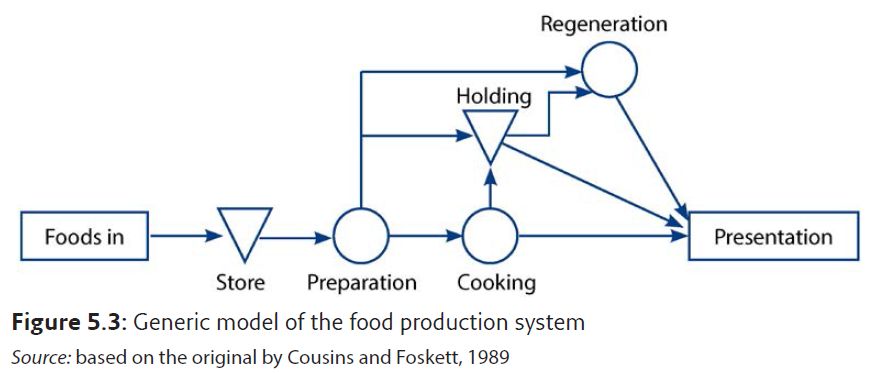 Regeneration
Holding
Foods in
Presentation
Store
Preparation
Cooking
Figure 5.3: Generic model of the food production system
Source: based on the original by Cousins and Foskett, 1989